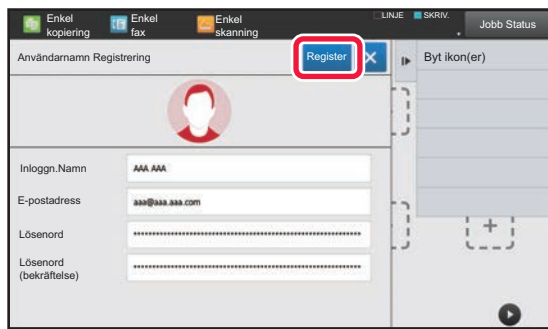 Enkel kopiering
Enkel fax
Enkel skanning
LINJE
SKRIV.
Jobb Status
Användarnamn Registrering
Register
Byt ikon(er)
Inloggn.Namn
AAA AAA
E-postadress
aaa@aaa.aaa.com
Lösenord
Lösenord
(bekräftelse)